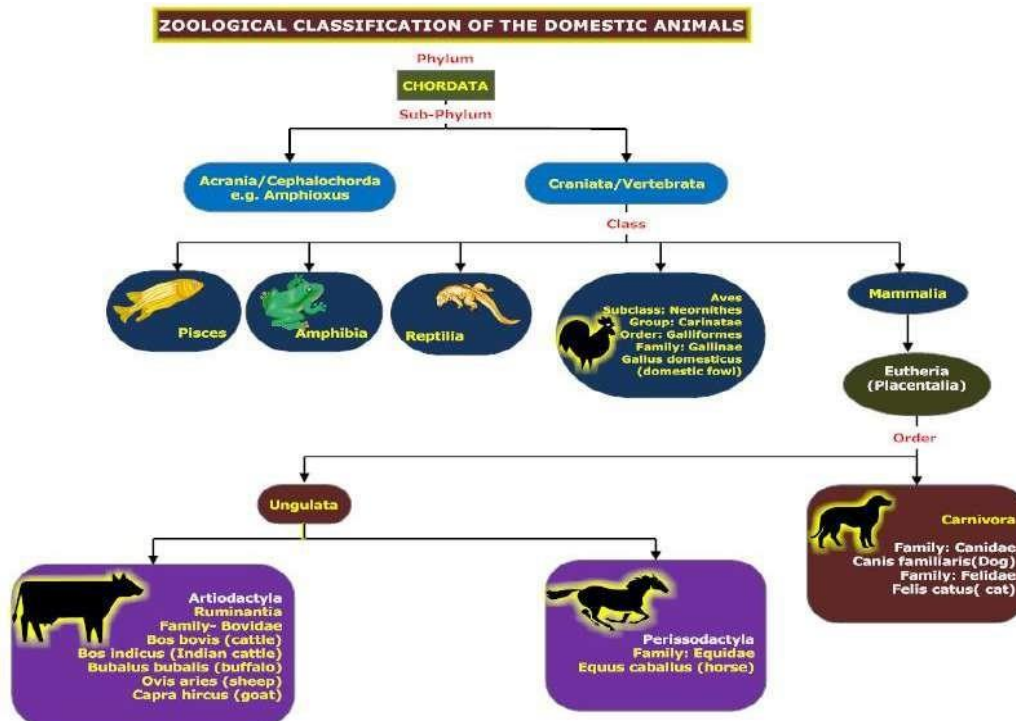 ZOOLOGICAL CLASSIFICATION OF THE DOMESTIC ANIMALS
Phylum
CHORDATA
Sub-Phylum
Acrania/Cephalochorda
e.g. Amphioxus
Craniata/Vertebrata
Class
Pisces
Amphibia
Reptilia
Aves
Subclass: Neornithes
Group: Carinatae
Order: Galliformes
Family: Gallinae
Gallus domesticus
(domestic fowl)
Mammalia
Eutheria
(Placentalia)
Order
Ungulata
Carnivora
Family: Canidae
Canis familiaris(Dog)
Family: Felidae
Felis catus( cat)
Artiodactyla
Ruminantia
Family- Bovidae
Bos bovis (cattle)
Bos indicus (Indian cattle)
Bubalus bubalis (buffalo)
Ovis aries (sheep)
Capra hircus (goat)
Perissodactyla
Family: Equidae
Equus caballus (horse)